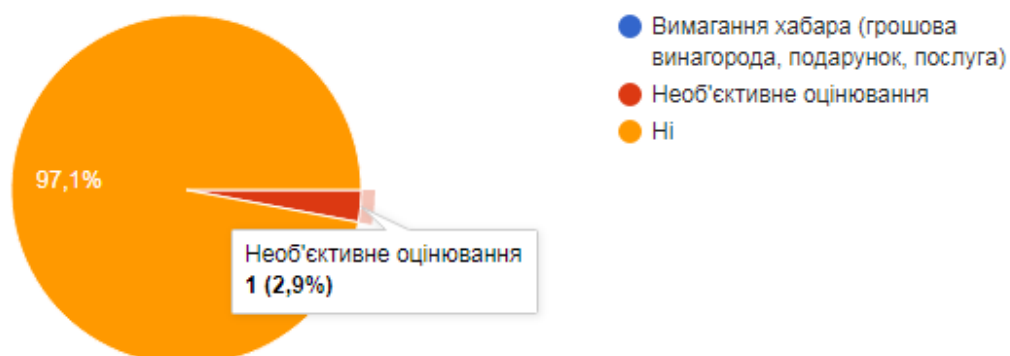 Вимагання хабара (грошова
винагорода, подарунок, послуга)
Необ'єктивне оцінювання
Ні
97,1%
Необ'єктивне оцінювання
1 (2,9%)